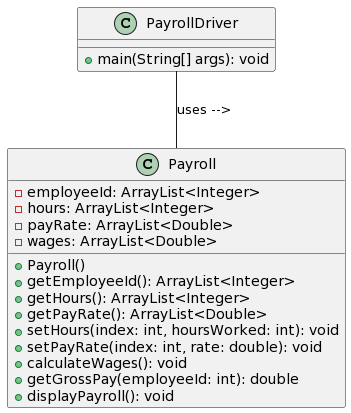 C PayrollDriver
main(String[] args): void
uses -->
C Payroll
employeeId: ArrayList<Integer>
hours: ArrayList<Integer>
payRate: ArrayList<Double>
wages: ArrayList<Double>
Payroll()
getEmployeeId(): ArrayList<Integer>
getHours(): ArrayList<Integer>
getPayRate(): ArrayList<Double>
setHours(index: int, hoursWorked: int): void
setPayRate(index: int, rate: double): void
calculateWages(): void
getGrossPay(employeeId: int): double
displayPayroll(): void